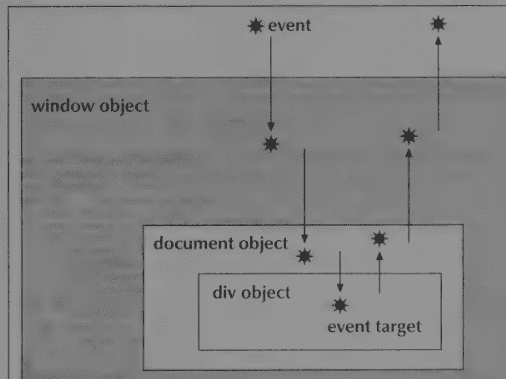 event
window object
document object
div object
event target